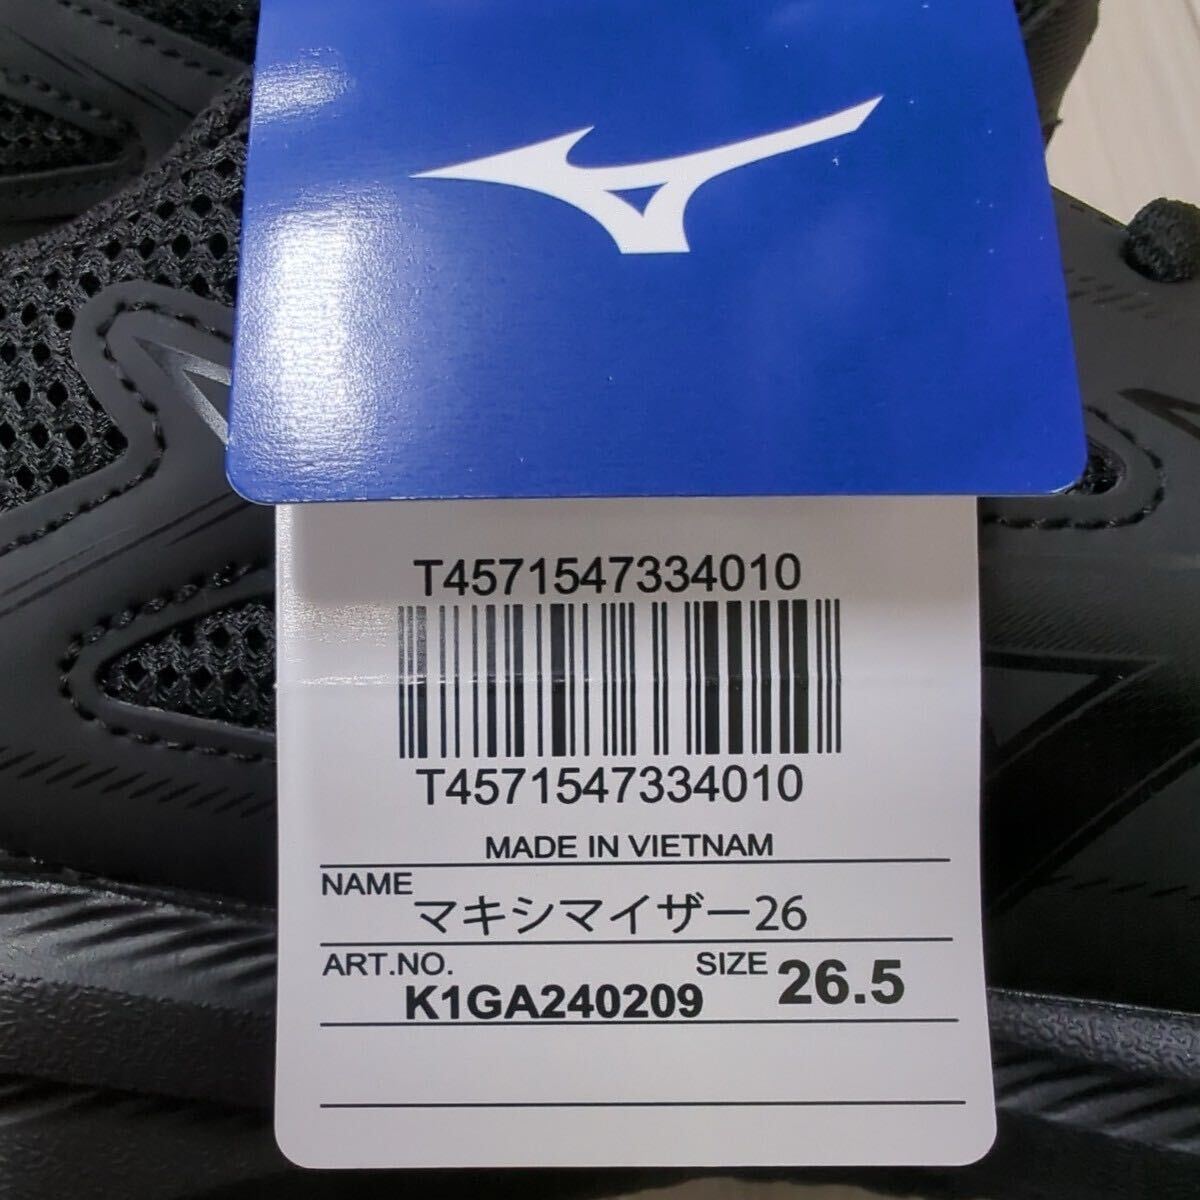 T4571547334010
T4571547334010
MADE IN VIETNAM
NAME マキシマイザー26
ART.NO. K1GA240209 SIZE 26.5